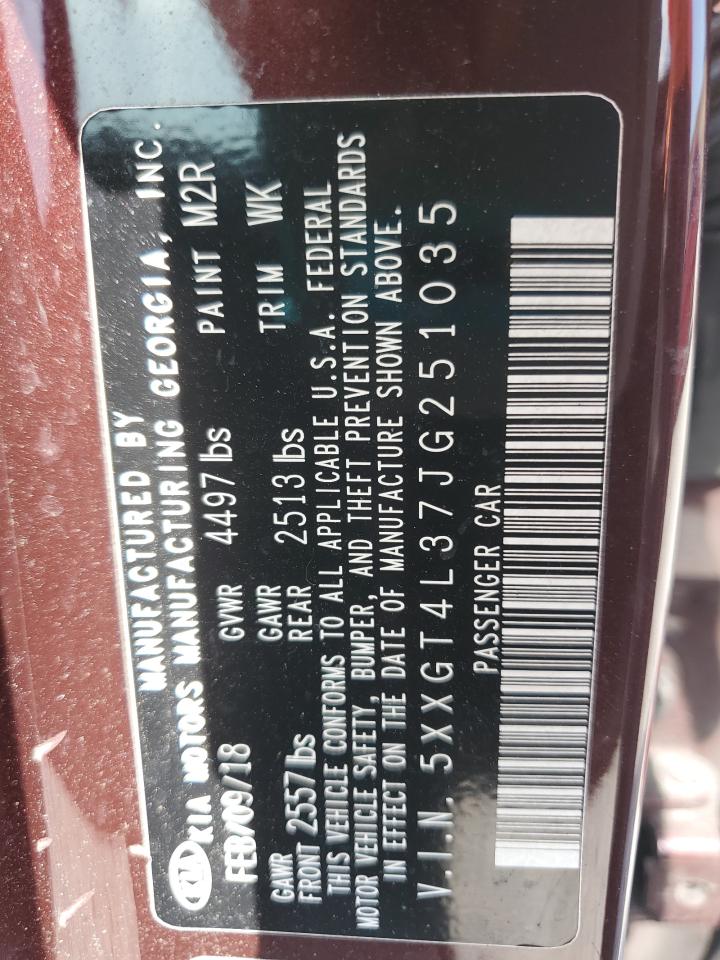 MANUFACTURED BY
KIA KIA MOTORS MANUFACTURING GEORGIA, INC.
FEB/09/18 GVWR 4497 lbs PAINT M2R
GAWR FRONT 2557 lbs GAWR REAR 2513 lbs TRIM WK
THIS VEHICLE CONFORMS TO ALL APPLICABLE U.S.A. FEDERAL
MOTOR VEHICLE SAFETY, BUMPER, AND THEFT PREVENTION STANDARDS
IN EFFECT ON THE DATE OF MANUFACTURE SHOWN ABOVE.
V.I.N. 5XXGT4L37JG251035
PASSENGER CAR